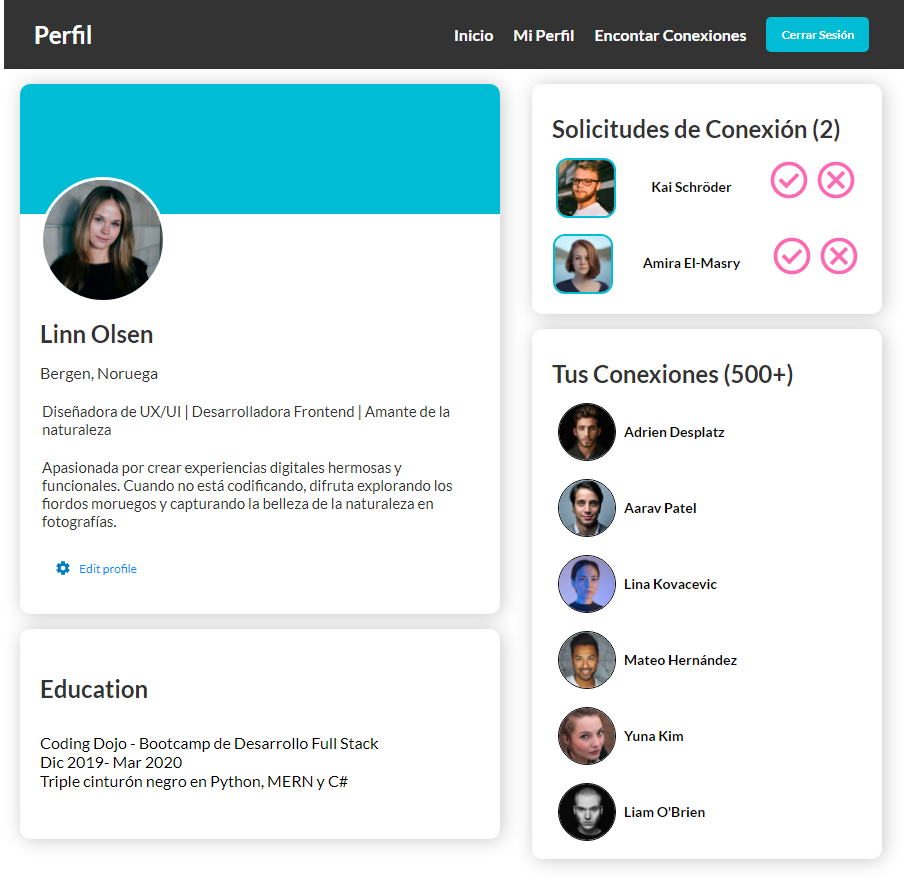 Perfil
Inicio
Mi Perfil
Encontar Conexiones
Cerrar Sesión
Linn Olsen
Bergen, Noruega
Diseñadora de UX/UI | Desarrolladora Frontend | Amante de la
naturaleza
Apasionada por crear experiencias digitales hermosas y
funcionales. Cuando no está codificando, difruta explorando los
fiordos moruegos y capturando la belleza de la naturaleza en
fotografías.
Edit profile
Education
Coding Dojo - Bootcamp de Desarrollo Full Stack
Dic 2019- Mar 2020
Triple cinturón negro en Python, MERN y C#
Solicitudes de Conexión (2)
Kai Schröder
Amira El-Masry
Tus Conexiones (500+)
Adrien Desplatz
Aarav Patel
Lina Kovacevic
Mateo Hernández
Yuna Kim
Liam O'Brien